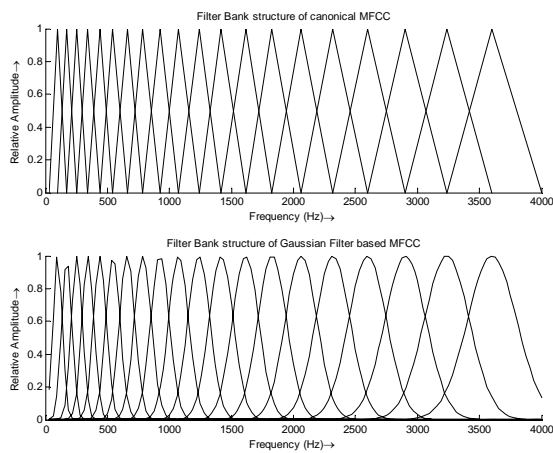 Filter Bank structure of canonical MFCC
Relative Amplitude→
1
0.8
0.6
0.4
0.2
0
0 500 1000 1500 2000 2500 3000 3500 4000
Frequency (Hz)→
Filter Bank structure of Gaussian Filter based MFCC
Relative Amplitude→
1
0.8
0.6
0.4
0.2
0
0 500 1000 1500 2000 2500 3000 3500 4000
Frequency (Hz)→